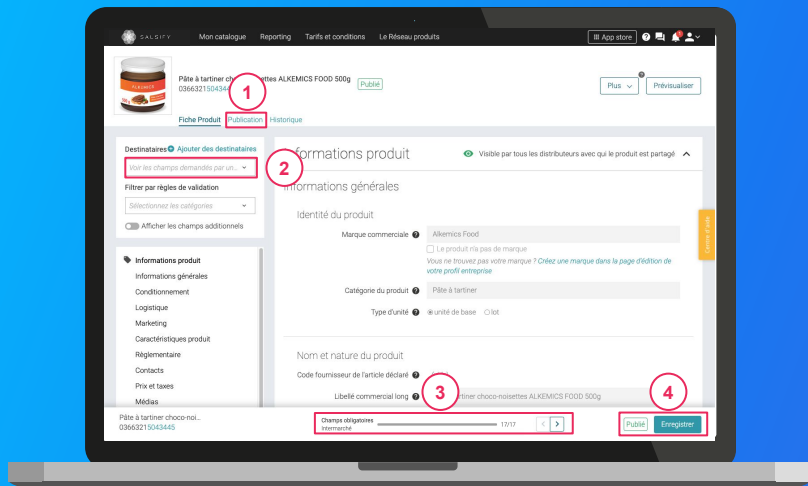 SALSIFY Mon catalogue Reporting Tarifs et conditions Le Réseau produits App store
ALKEMICS
500g
Pâte à tartiner choco-noisettes ALKEMICS FOOD 500g Publié
Plus Prévisualiser
1
Fiche Produit Publication Historique
Destinataires Ajouter des destinataires
Voir les champs demandés par un...
2
Filtrer par règles de validation
Sélectionnez les catégories
Afficher les champs additionnels
Informations produit
Informations générales
Conditionnement
Logistique
Marketing
Caractéristiques produit
Réglementaire
Contacts
Prix et taxes
Médias
formations produit Visible par tous les distributeurs avec qui le produit est partagé
Informations générales
Identité du produit
Marque commerciale Alkemics Food
Le produit n'a pas de marque
Vous ne trouvez pas votre marque ? Créez une marque dans la page d'édition de
votre profil entreprise
Catégorie du produit Pâte à tartiner
Type d'unité unité de base lot
Nom et nature du produit
Code fournisseur de l'article déclaré
Libellé commercial long tartiner choco-noisettes ALKEMICS FOOD 500g
3
4
Centre d'aide
Pâte à tartiner choco-noi...
03663215043445
Champs obligatoires
Intermarché
17/17
Publié Enregistrer